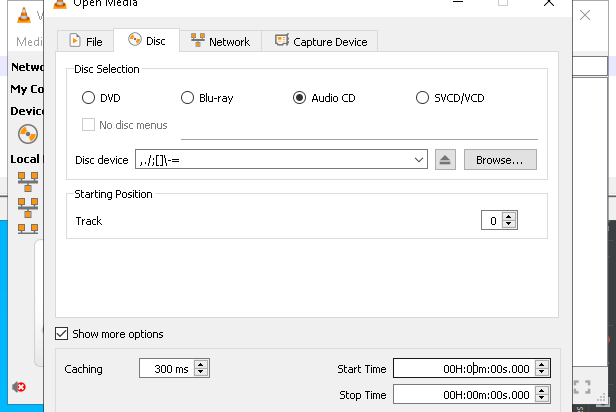 Open Media
V
Medi
File
Disc
Network
Capture Device
Netwo
My Co
Device
Local
Disc Selection
DVD
Blu-ray
Audio CD
SVCD/VCD
No disc menus
Disc device
,./;[]\-=
Browse...
Starting Position
Track
0
Show more options
Caching
300 ms
Start Time
00H:00m:00s.000
Stop Time
00H:00m:00s.000